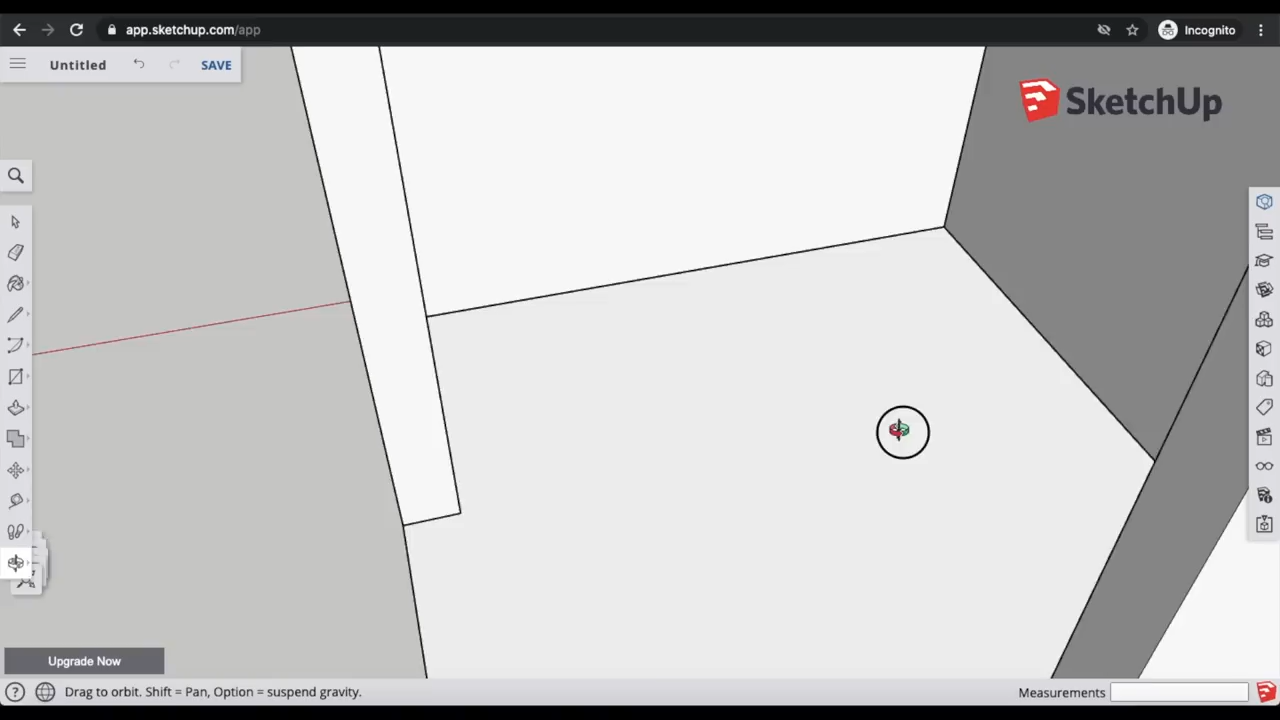 app.sketchup.com/app
Incognito
Untitled
SAVE
SketchUp
Upgrade Now
Drag to orbit. Shift = Pan, Option = suspend gravity.
Measurements